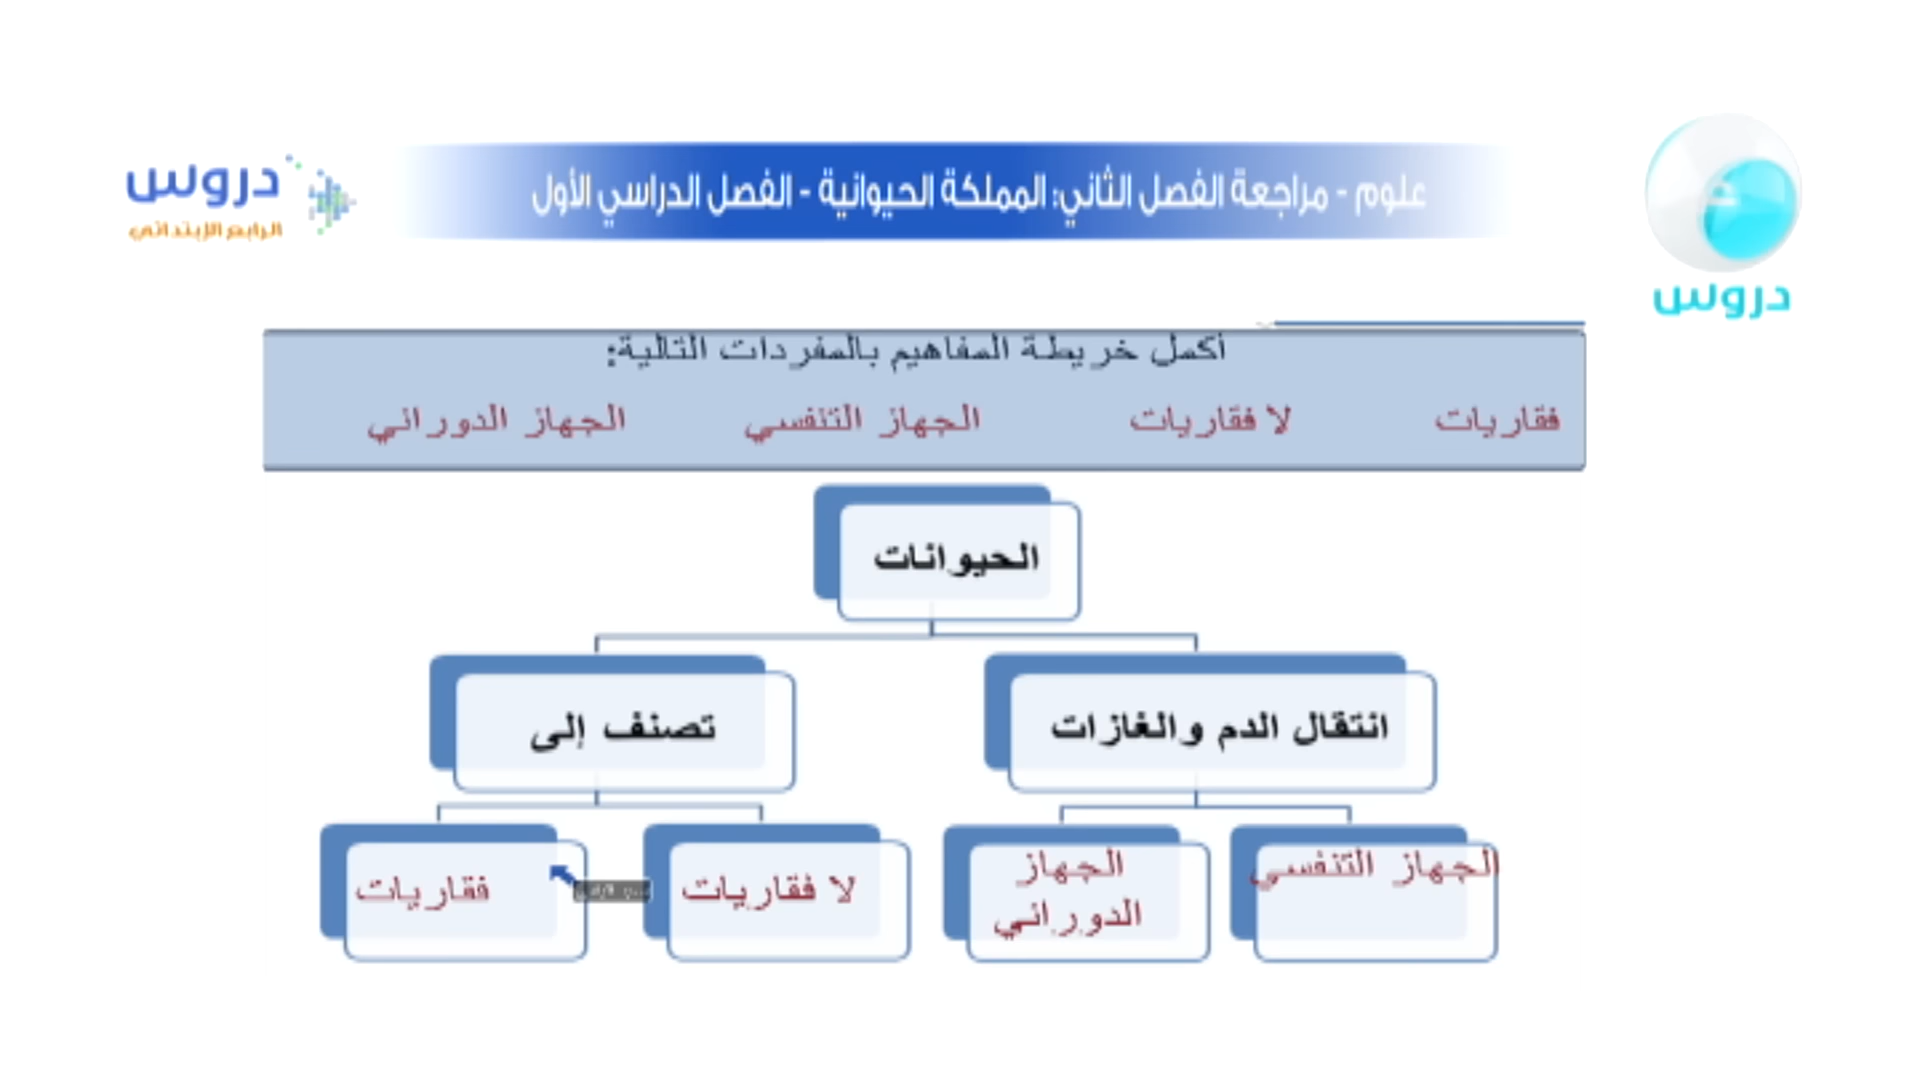 علوم - مراجعة الفصل الثاني: المملكة الحيوانية - الفصل الدراسي الأول
دروس
الرابع الإبتدائي
دروس
أكمل خريطة المفاهيم بالمفردات التالية:
فقاريات لا فقاريات الجهاز التنفسي الجهاز الدوراني
الحيوانات
انتقال الدم والغازات تصنف إلى
الجهاز التنفسي
الجهاز
الدوراني
لا فقاريات
فقاريات